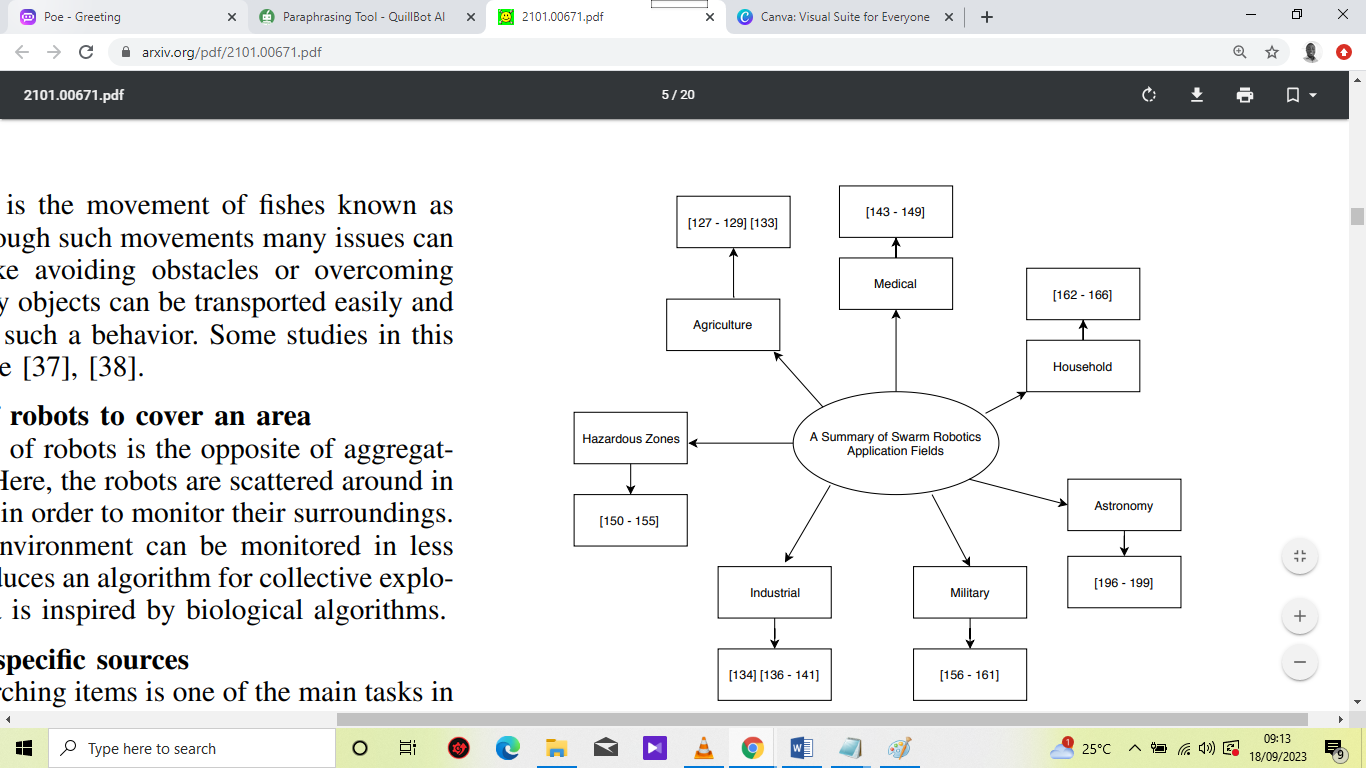 Poe - Greeting
Paraphrasing Tool - QuillBot AI
2101.00671.pdf
Canva: Visual Suite for Everyone
arxiv.org/pdf/2101.00671.pdf
2101.00671.pdf
5 / 20
is the movement of fishes known as
ough such movements many issues can
ke avoiding obstacles or overcoming
y objects can be transported easily and
such a behavior. Some studies in this
e [37], [38].
robots to cover an area
of robots is the opposite of aggregat-
Here, the robots are scattered around in
in order to monitor their surroundings.
nvironment can be monitored in less
duces an algorithm for collective explo-
is inspired by biological algorithms.
specific sources
rching items is one of the main tasks in
[127 - 129] [133]
Agriculture
[143 - 149]
Medical
[162 - 166]
Household
A Summary of Swarm Robotics
Application Fields
Hazardous Zones
[150 - 155]
Astronomy
[196 - 199]
Industrial
[134] [136 - 141]
Military
[156 - 161]
Type here to search
1
25°C
09:13
18/09/2023
9